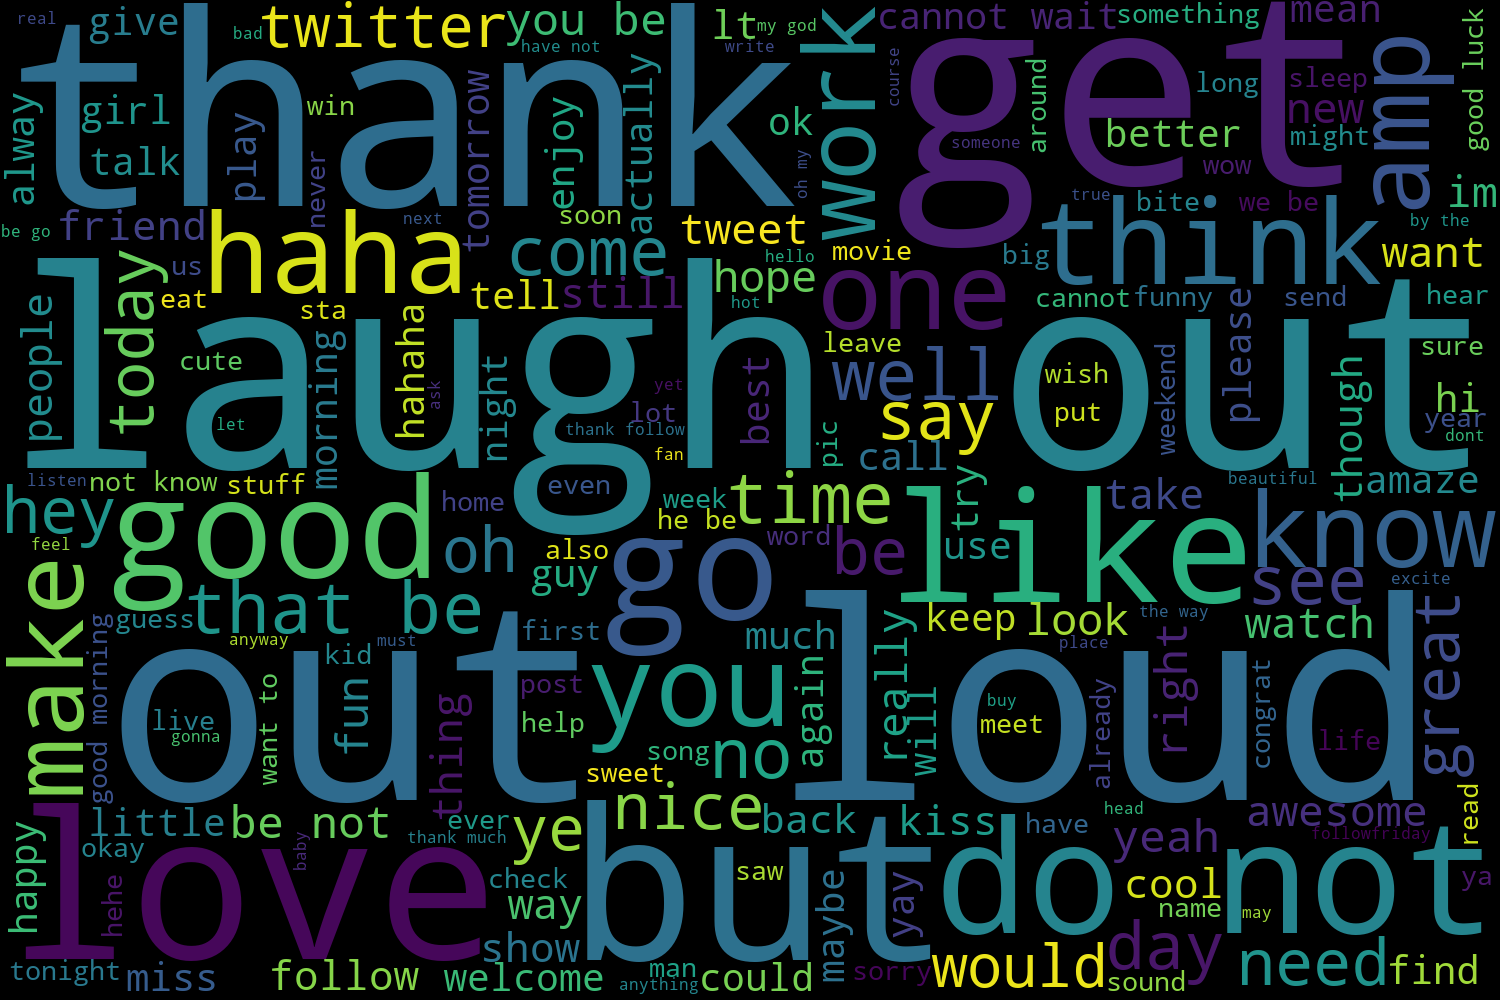 real
give
bad
twitter
you be
have not
lt
my god
write
cannot wait
something
mean
good luck
thank
get
work
amp
course
alway
girl
talk
play
win
never
tomorrow
enjoy
actually
ok
oh my
around
someone
long
better
wow
sleep
new
might
im
true
bite
we be
by the
be go
friend
haha
next
soon
come
tweet
hello
hope
movie
one
big
think
want
us
people
today
eat
sta
tell
still
hot
cannot
funny
send
hear
laugh
out
cute
morning
hahaha
ask
night
yet
lot
best
leave
well
say
wish
put
weekend
please
though
sure
hi
year
dont
let
thank follow
fan
pic
call
listen
not know
stuff
even
home
week
time
try
take
beautiful
amaze
hey
good
oh
he be
word
like
know
feel
also
guy
go
be
use
see
excite
make
guess
that be
anyway
must
first
much
keep
look
the way
place
watch
good morning
out
kid
fun
want to
thing
post
help
you
song
no
again
really
will
loud
buy
meet
already
right
congrat
life
great
live
gonna
sweet
love
little
be not
okay
thank much
ever
ye
nice
back
kiss
have
head
yeah
awesome
followfriday
read
happy
hehe
baby
check
way
show
but
saw
maybe
yay
do
cool
name
not
may
ya
tonight
miss
follow
welcome
man
anything
could
sorry
would
day
sound
need
find